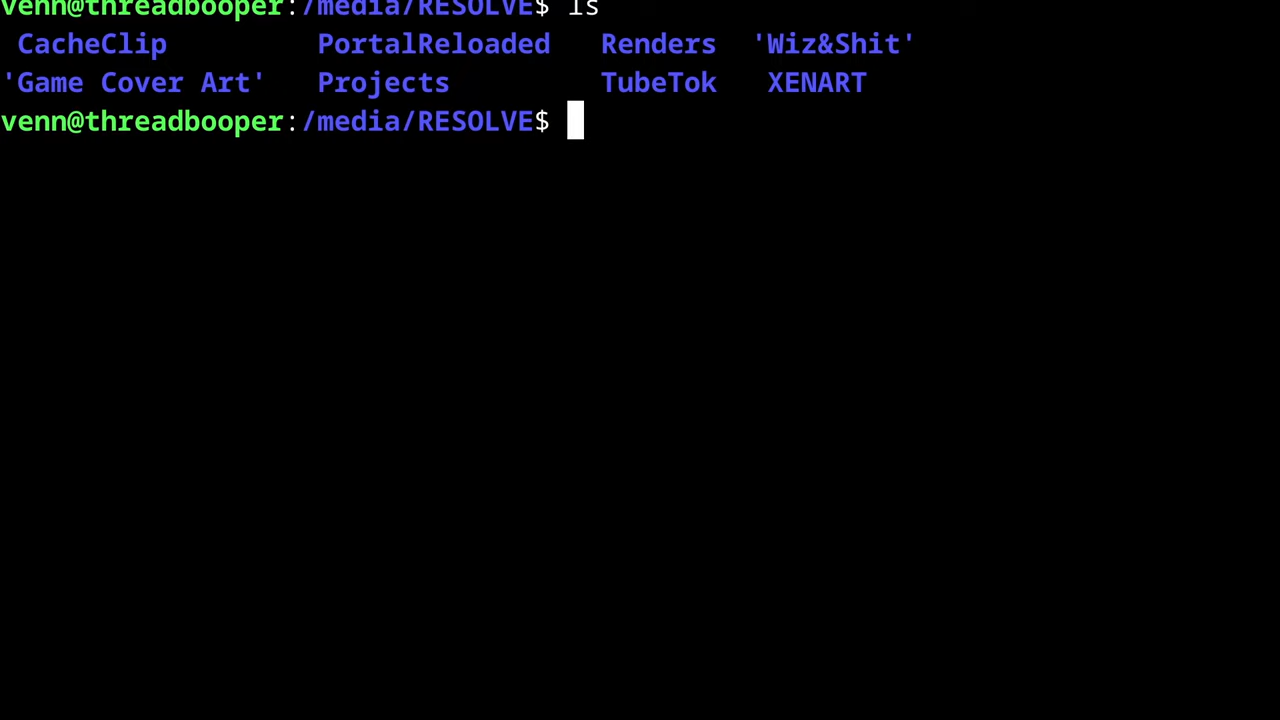 venn@threadbooper:/media/RESOLVE$ ls
 CacheClip         PortalReloaded   Renders  'Wiz&Shit'
'Game Cover Art'   Projects         TubeTok   XENART
venn@threadbooper:/media/RESOLVE$